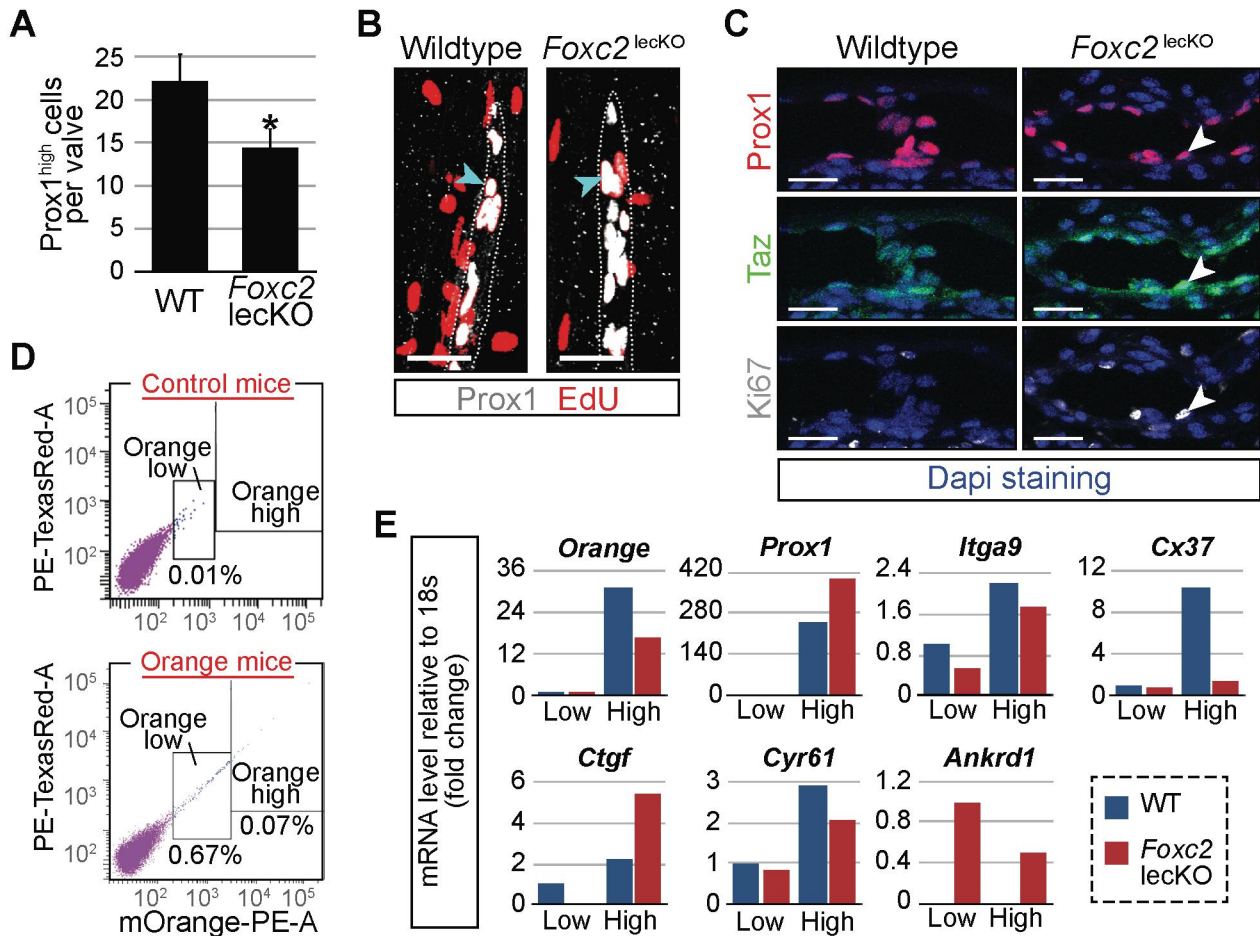 A
Prox1high cells
per valve
25
20
15
10
5
0
*
WT
Foxc2
lecKO
B
Wildtype
Foxc2 lecKO
Prox1 EdU
C
Wildtype
Foxc2 lecKO
Prox1
Taz
Ki67
Dapi staining
D
Control mice
PE-TexasRed-A
10^5
10^4
10^3
10^2
Orange
low
Orange
high
0.01%
10^2 10^3 10^4 10^5
Orange mice
PE-TexasRed-A
10^5
10^4
10^3
10^2
Orange
low
Orange
high
0.07%
0.67%
10^2 10^3 10^4 10^5
mOrange-PE-A
E
mRNA level relative to 18s
(fold change)
Orange
36
24
12
0
Low High
Prox1
420
280
140
0
Low High
Itga9
2.4
1.6
0.8
0
Low High
Cx37
12
8
4
0
Low High
Ctgf
6
4
2
0
Low High
Cyr61
3
2
1
0
Low High
Ankrd1
1.2
0.8
0.4
0
Low High
WT
Foxc2
lecKO